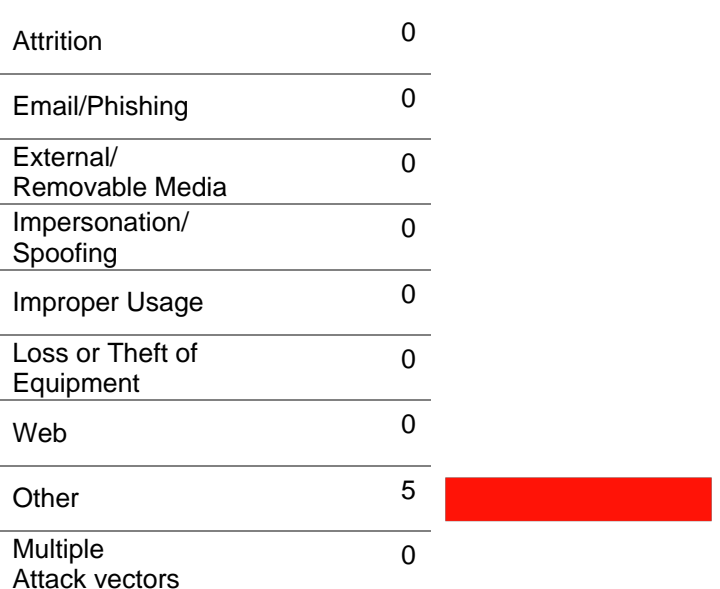 Attrition 0
Email/Phishing 0
External/
Removable Media 0
Impersonation/
Spoofing 0
Improper Usage 0
Loss or Theft of
Equipment 0
Web 0
Other 5
Multiple
Attack vectors 0